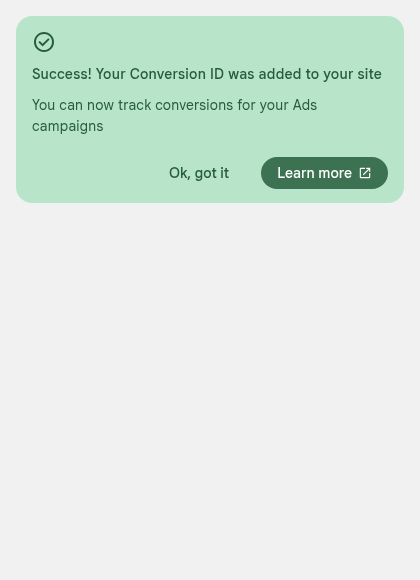 Success! Your Conversion ID was added to your site
You can now track conversions for your Ads
campaigns
Ok, got it
Learn more